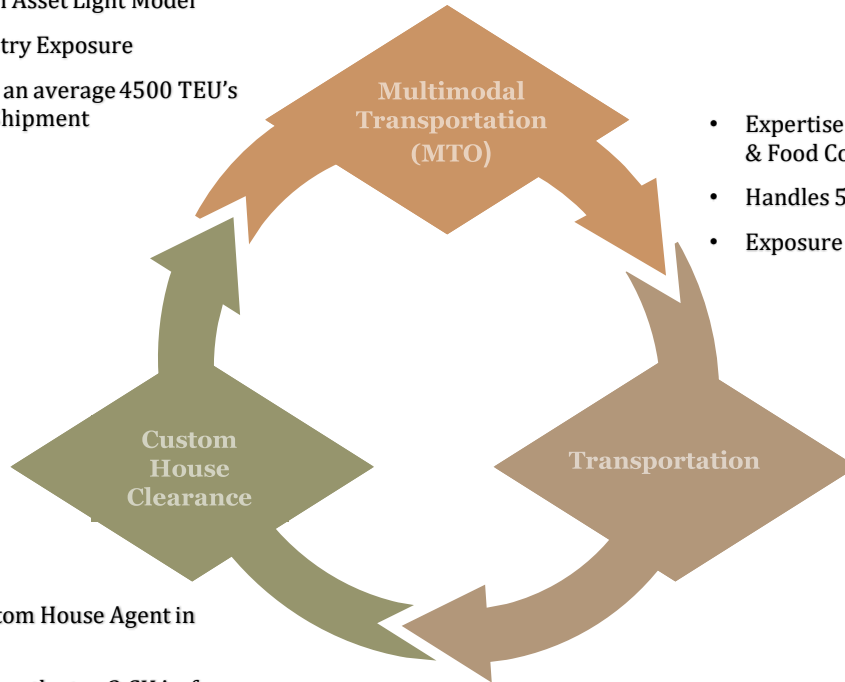 Asset Light Model
try Exposure
an average 4500 TEU's
hipment
Multimodal
Transportation
(MTO)
• Expertise
& Food Co
• Handles 5
• Exposure
Custom
House
Clearance
Transportation
tom House Agent in